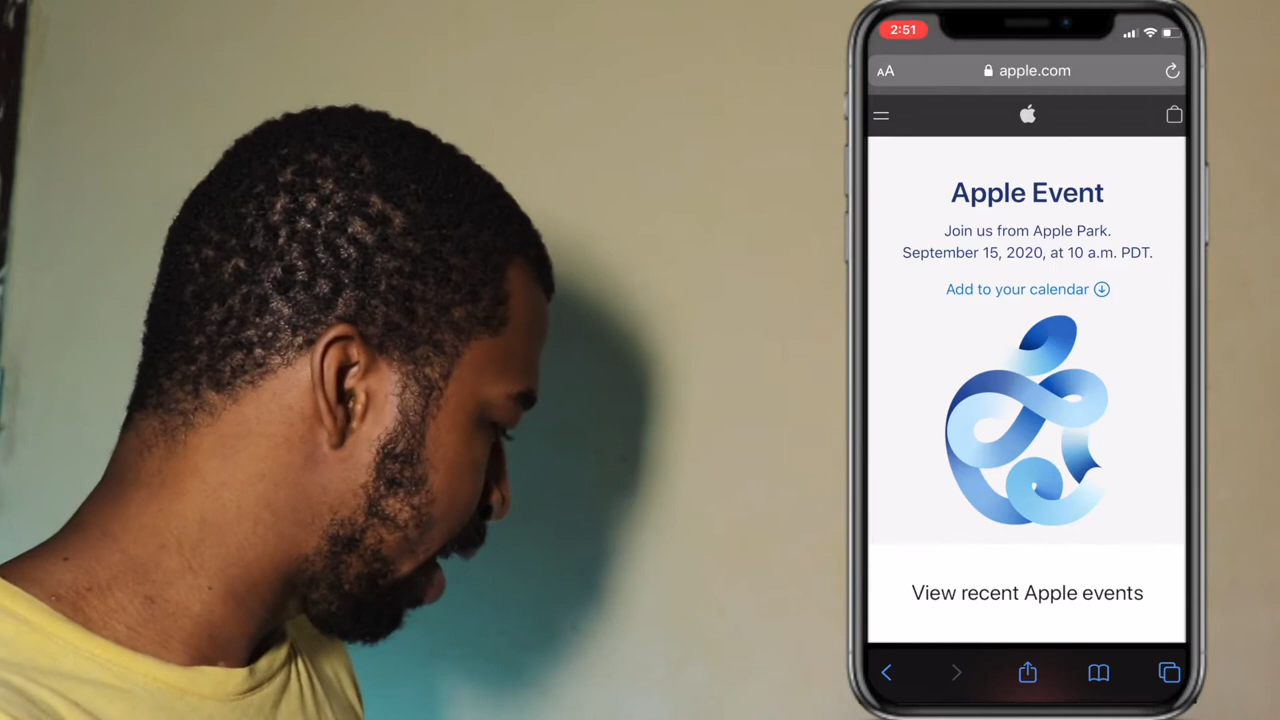 2:51
AA
apple.com
Apple Event
Join us from Apple Park.
September 15, 2020, at 10 a.m. PDT.
Add to your calendar
View recent Apple events